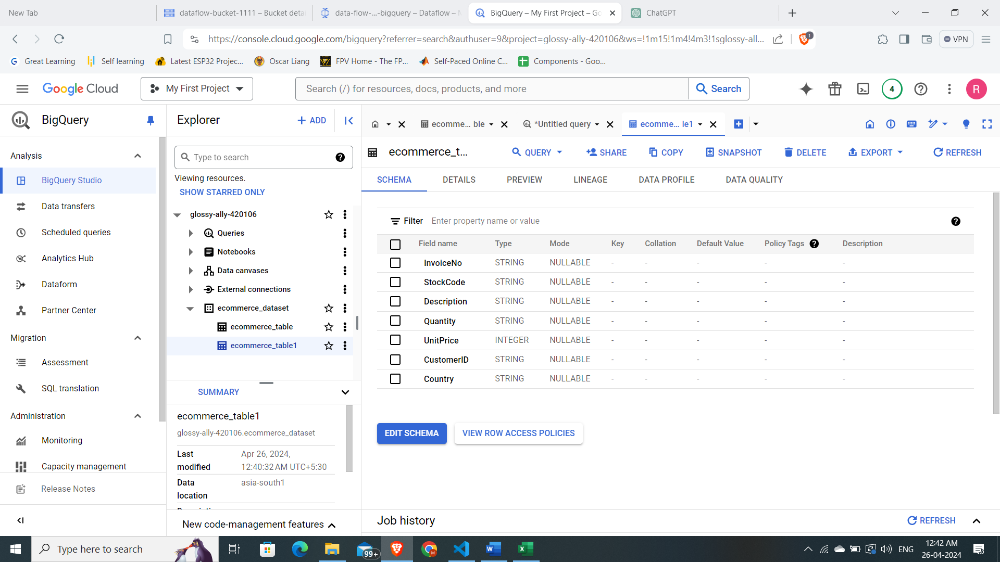 New Tab
dataflow-bucket-1111 – Bucket detai
data-flow-...-bigquery – Dataflow – M
BigQuery – My First Project – Go
ChatGPT
https://console.cloud.google.com/bigquery?referrer=search&authuser=9&project=glossy-ally-420106&ws=!1m15!1m4!4m3!1sglossy-all...
1
VPN
Great Learning
Self learning
Latest ESP32 Projec...
Oscar Liang
FPV Home - The FP...
Self-Paced Online C...
Components - Goo...
Google Cloud
My First Project
Search (/) for resources, docs, products, and more
Search
4
R
BigQuery
Analysis
BigQuery Studio
Data transfers
Scheduled queries
Analytics Hub
Dataform
Partner Center
Migration
Assessment
SQL translation
Administration
Monitoring
Capacity management
Release Notes
Explorer
+ ADD
Type to search
Viewing resources.
SHOW STARRED ONLY
glossy-ally-420106
Queries
Notebooks
Data canvases
External connections
ecommerce_dataset
ecommerce_table
ecommerce_table1
SUMMARY
ecommerce_table1
glossy-ally-420106.ecommerce_dataset
Last modified Apr 26, 2024, 12:40:32 AM UTC+5:30
Data location asia-south1
New code-management features
ecomme... ble
*Untitled query
ecomme... le1
ecommerce_t...
QUERY
SHARE
COPY
SNAPSHOT
DELETE
EXPORT
REFRESH
SCHEMA DETAILS PREVIEW LINEAGE DATA PROFILE DATA QUALITY
Filter Enter property name or value
Field name Type Mode Key Collation Default Value Policy Tags Description
InvoiceNo STRING NULLABLE - - - - -
StockCode STRING NULLABLE - - - - -
Description STRING NULLABLE - - - - -
Quantity STRING NULLABLE - - - - -
UnitPrice INTEGER NULLABLE - - - - -
CustomerID STRING NULLABLE - - - - -
Country STRING NULLABLE - - - - -
EDIT SCHEMA
VIEW ROW ACCESS POLICIES
Job history
REFRESH
Type here to search
99+
ENG
12:42 AM
26-04-2024